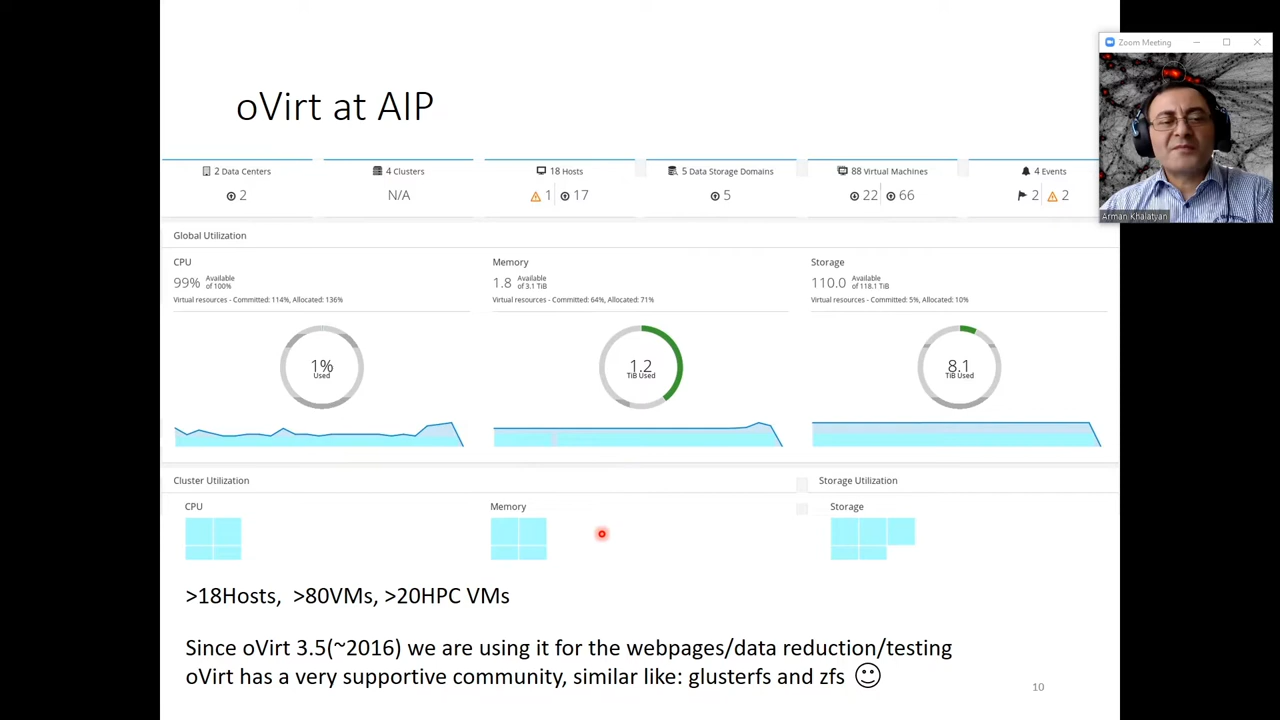 Zoom Meeting
Arman Khalatyan
oVirt at AIP
2 Data Centers
2
4 Clusters
N/A
18 Hosts
1 17
5 Data Storage Domains
5
88 Virtual Machines
22 66
4 Events
2 2
Global Utilization
CPU
99% Available of 100%
Virtual resources - Committed: 114%, Allocated: 136%
1%
Used
Memory
1.8 Available of 3.1 TiB
Virtual resources - Committed: 64%, Allocated: 71%
1.2
TiB Used
Storage
110.0 Available of 118.1 TiB
Virtual resources - Committed: 5%, Allocated: 10%
8.1
TiB Used
Cluster Utilization
CPU
Memory
Storage Utilization
Storage
>18Hosts, >80VMs, >20HPC VMs
Since oVirt 3.5(~2016) we are using it for the webpages/data reduction/testing
oVirt has a very supportive community, similar like: glusterfs and zfs ☺
10